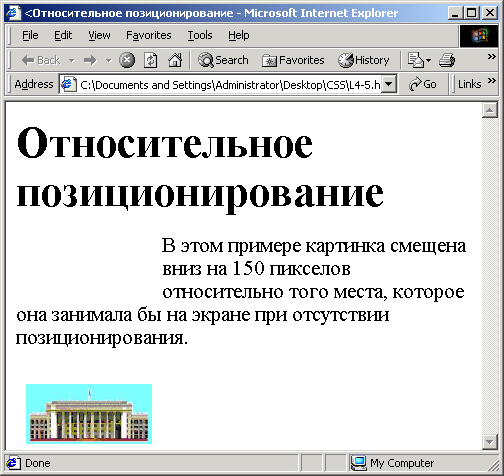 <Относительное позиционирование - Microsoft Internet Explorer
File Edit View Favorites Tools Help
Back Search Favorites History
Address C:\Documents and Settings\Administrator\Desktop\CSS\L4-5.h Go Links
Относительное
позиционирование
В этом примере картинка смещена
вниз на 150 пикселов
относительно того места, которое
она занимала бы на экране при отсутствии
позиционирования.
Done My Computer